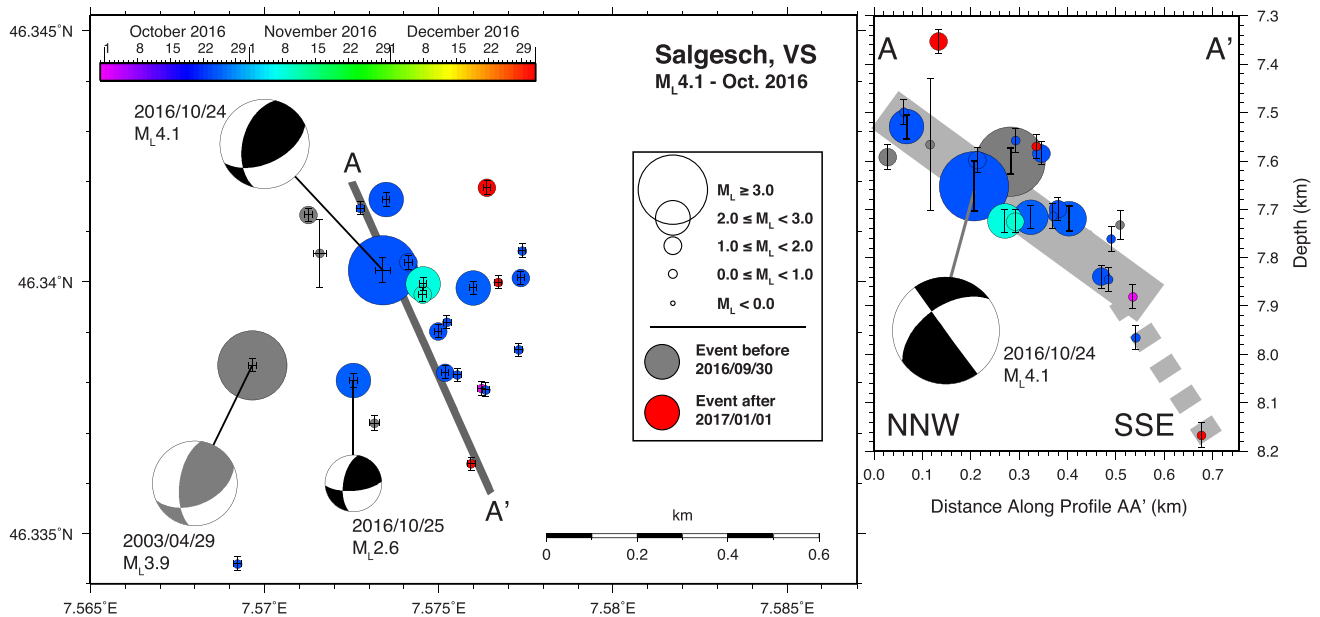 October 2016 November 2016 December 2016
1 8 15 22 29 1 8 15 22 29 1 8 15 22 29
Salgesch, VS
ML4.1 - Oct. 2016
2016/10/24
ML4.1
A
A’
2003/04/29
ML3.9
2016/10/25
ML2.6
ML ≥ 3.0
2.0 ≤ ML < 3.0
1.0 ≤ ML < 2.0
0.0 ≤ ML < 1.0
ML < 0.0
Event before
2016/09/30
Event after
2017/01/01
km
0 0.2 0.4 0.6
46.345°N
46.34°N
46.335°N
7.565°E 7.57°E 7.575°E 7.58°E 7.585°E
A A’
2016/10/24
ML4.1
NNW SSE
7.3
7.4
7.5
7.6
7.7
7.8
7.9
8.0
8.1
8.2
Depth (km)
0.0 0.1 0.2 0.3 0.4 0.5 0.6 0.7
Distance Along Profile AA’ (km)